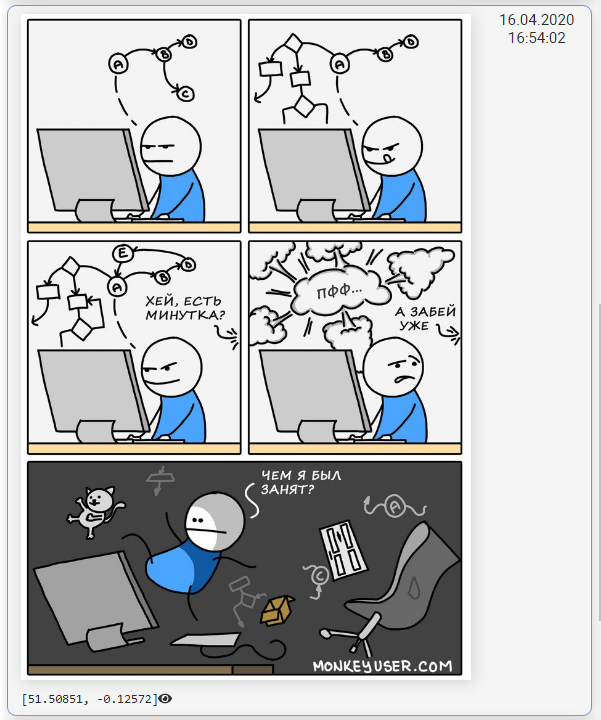 16.04.2020
16:54:02
A
B
D
C
A
B
D
E
A
B
D
ХЕЙ, ЕСТЬ
МИНУТКА?
ПФФ...
А ЗАБЕЙ
УЖЕ
ЧЕМ Я БЫЛ
ЗАНЯТ?
A
C
MONKEYUSER.COM
[51.50851, -0.12572]